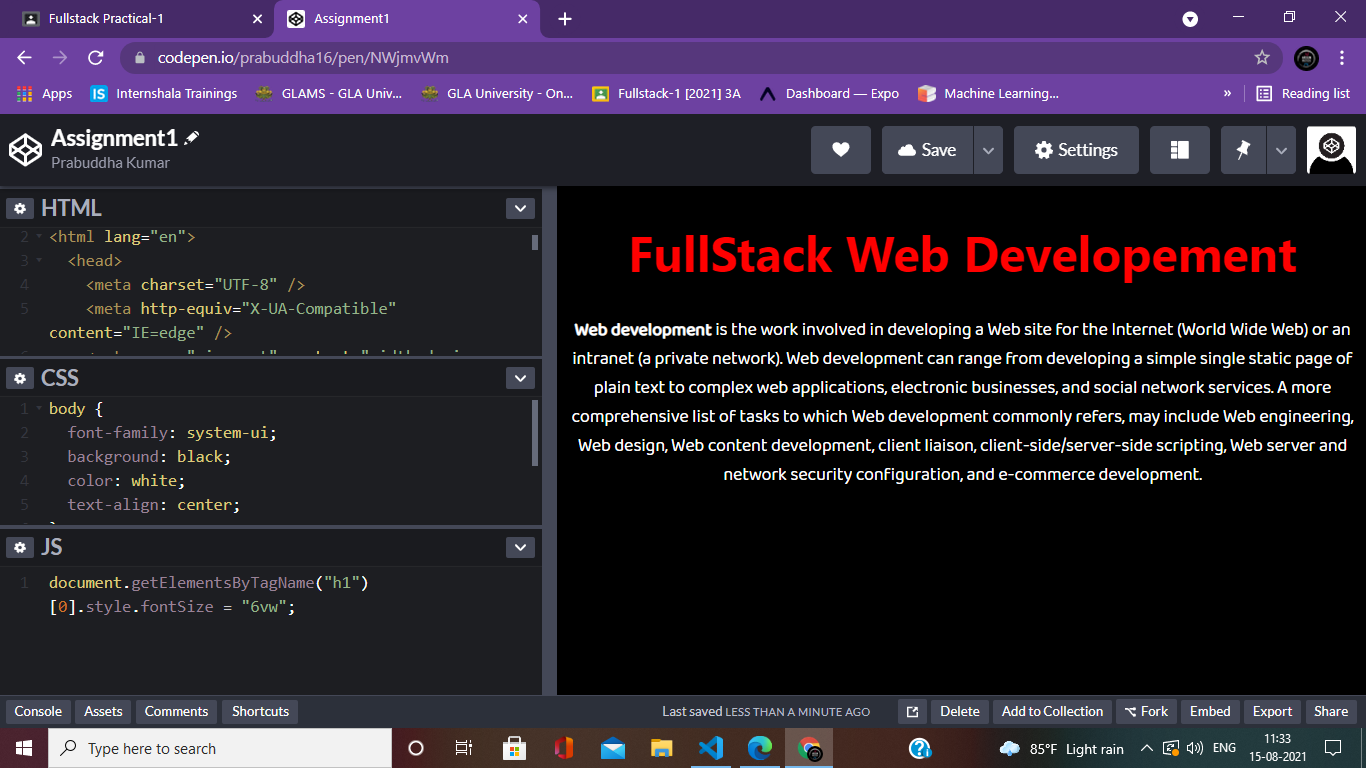 Fullstack Practical-1
Assignment1
codepen.io/prabuddha16/pen/NWjmvWm
Apps
Internshala Trainings
GLAMS - GLA Univ...
GLA University - On...
Fullstack-1 [2021] 3A
Dashboard — Expo
Machine Learning...
»
Reading list
Assignment1
Prabuddha Kumar
Save
Settings
HTML
2 <html lang="en">
3 <head>
4 <meta charset="UTF-8" />
5 <meta http-equiv="X-UA-Compatible"
content="IE=edge" />
CSS
1 body {
2 font-family: system-ui;
3 background: black;
4 color: white;
5 text-align: center;
JS
1 document.getElementsByTagName("h1")
[0].style.fontSize = "6vw";
FullStack Web Developement
Web development is the work involved in developing a Web site for the Internet (World Wide Web) or an
intranet (a private network). Web development can range from developing a simple single static page of
plain text to complex web applications, electronic businesses, and social network services. A more
comprehensive list of tasks to which Web development commonly refers, may include Web engineering,
Web design, Web content development, client liaison, client-side/server-side scripting, Web server and
network security configuration, and e-commerce development.
Console
Assets
Comments
Shortcuts
Last saved LESS THAN A MINUTE AGO
Delete
Add to Collection
Fork
Embed
Export
Share
Type here to search
85°F Light rain
ENG
11:33
15-08-2021